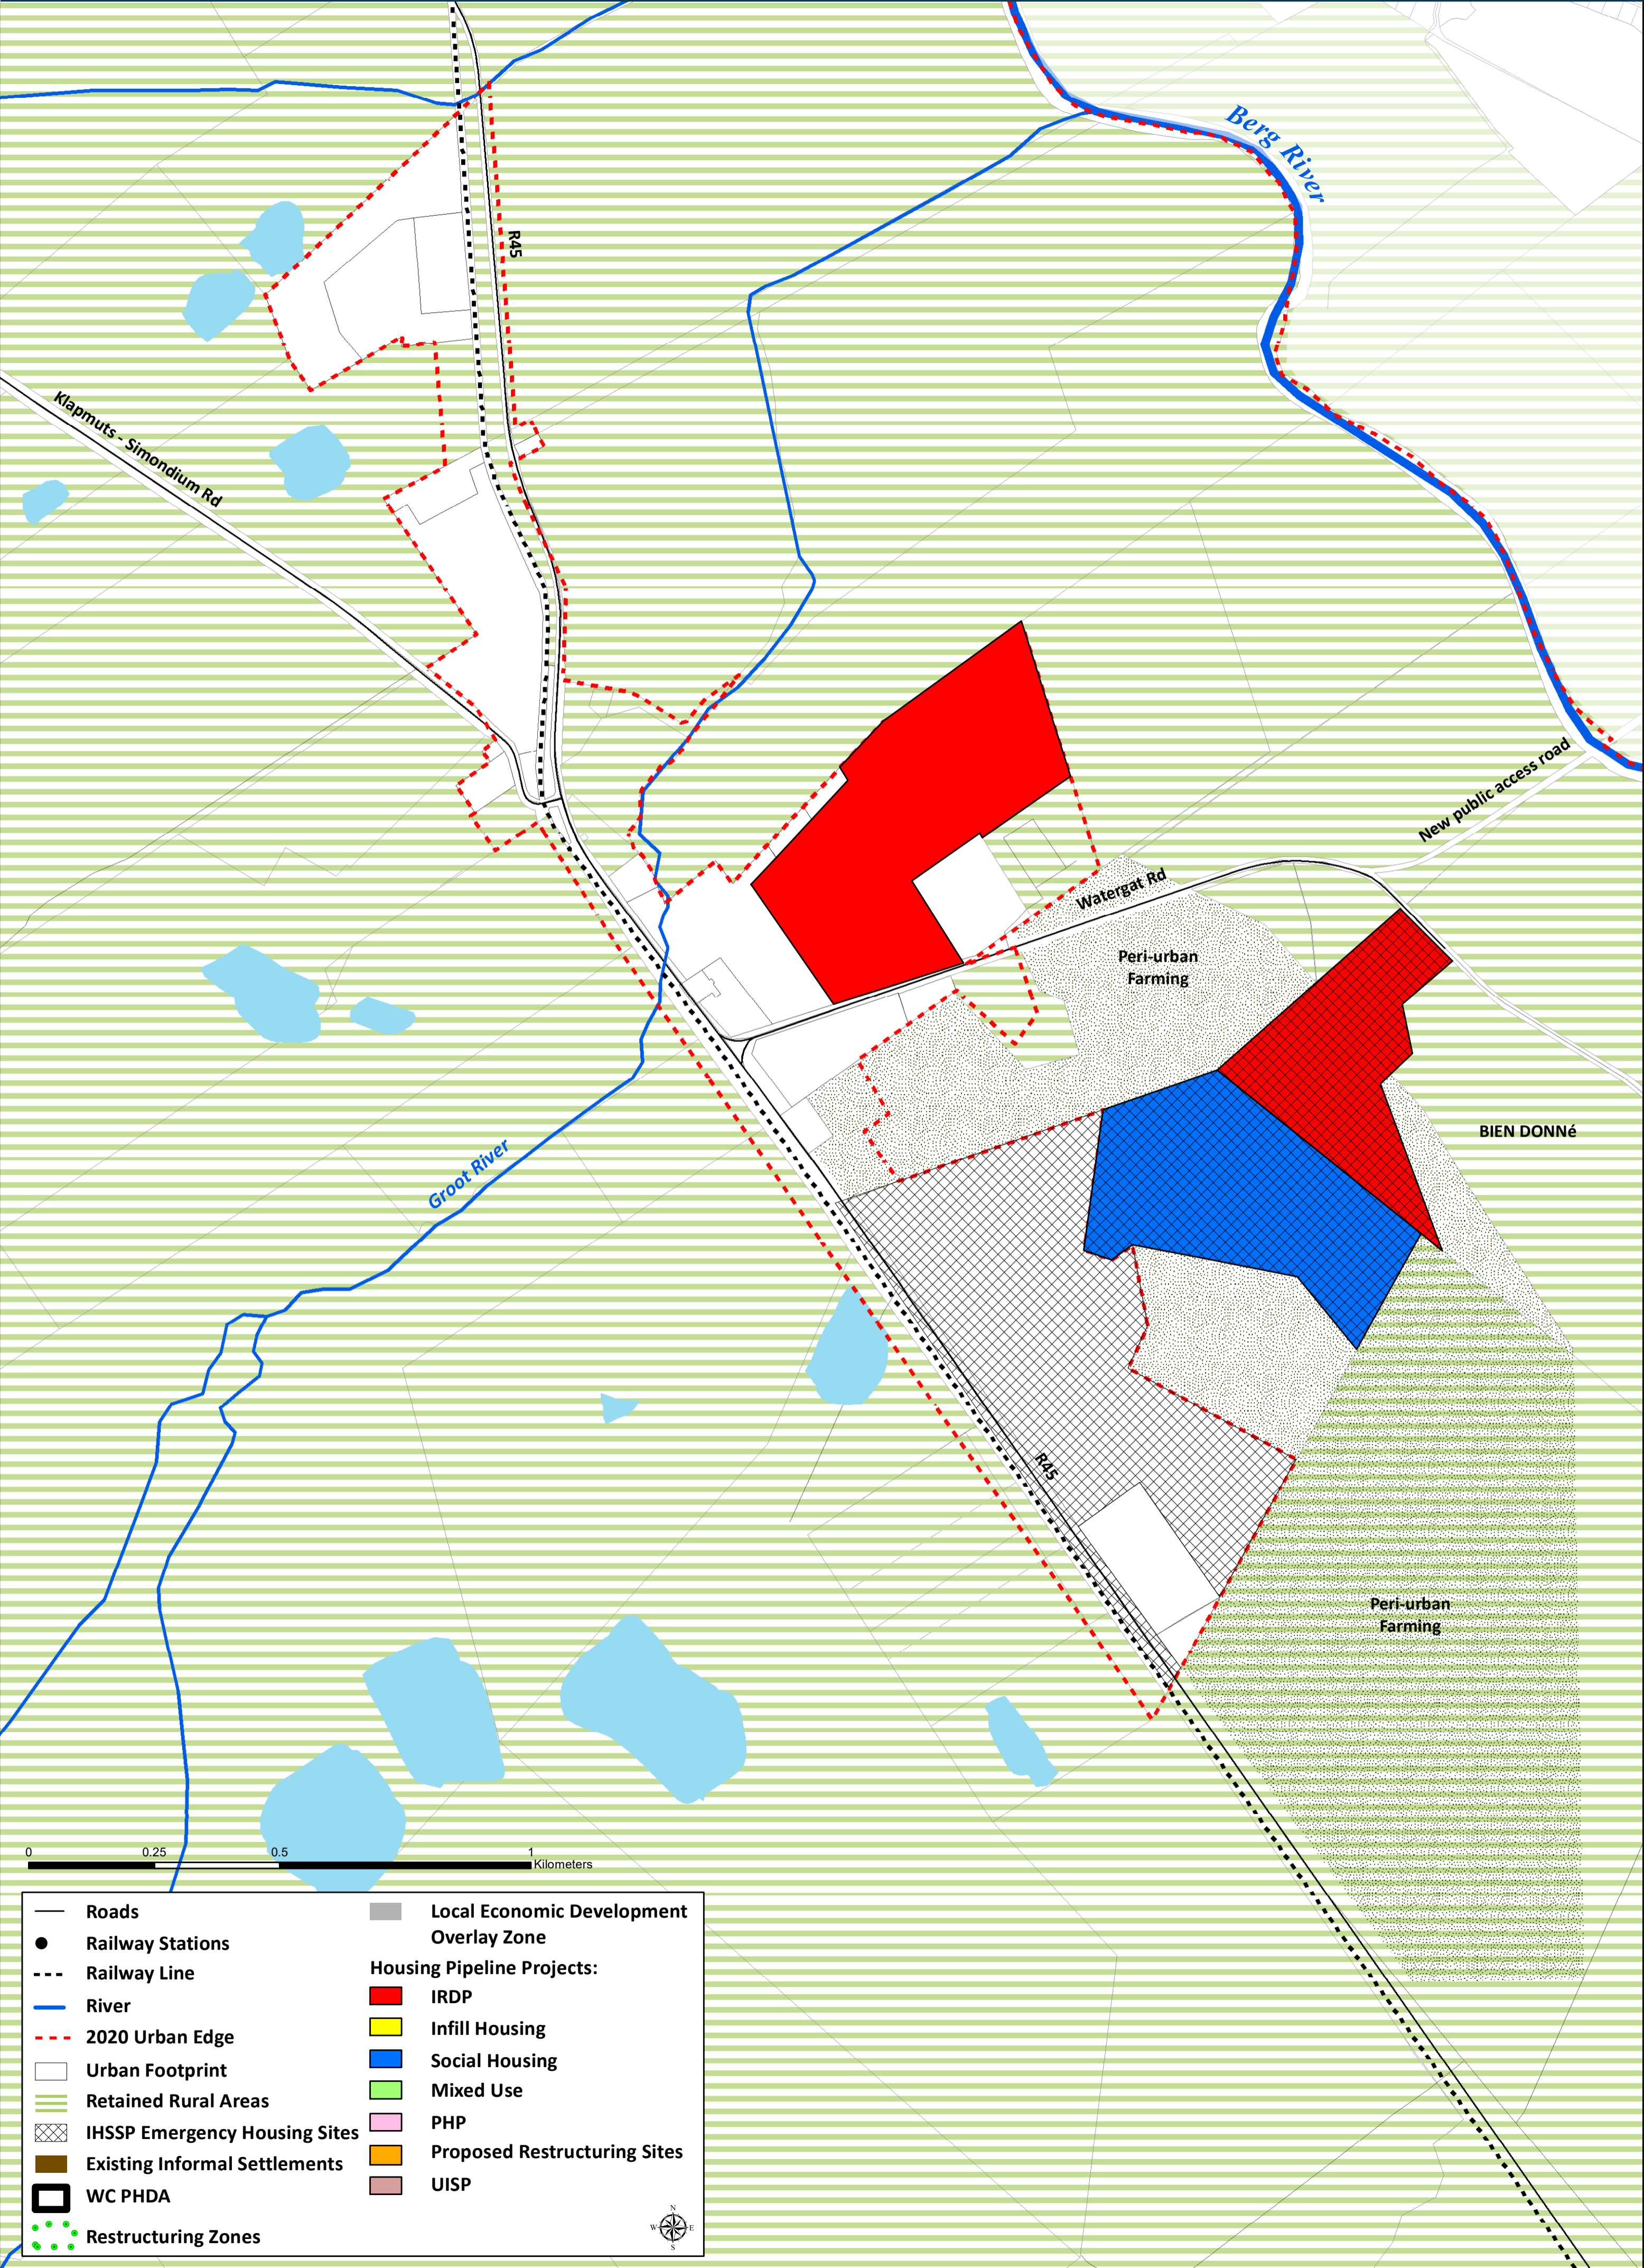 Berg River
R45
Klapmuts - Simondium Rd
New public access road
Watergat Rd
Peri-urban
Farming
BIEN DONNé
Groot River
R45
Peri-urban
Farming
0
0.25
0.5
1
Kilometers
Roads
Railway Stations
Railway Line
River
2020 Urban Edge
Urban Footprint
Retained Rural Areas
IHSSP Emergency Housing Sites
Existing Informal Settlements
WC PHDA
Restructuring Zones
Local Economic Development
Overlay Zone
Housing Pipeline Projects:
IRDP
Infill Housing
Social Housing
Mixed Use
PHP
Proposed Restructuring Sites
UISP
N
W
E
S